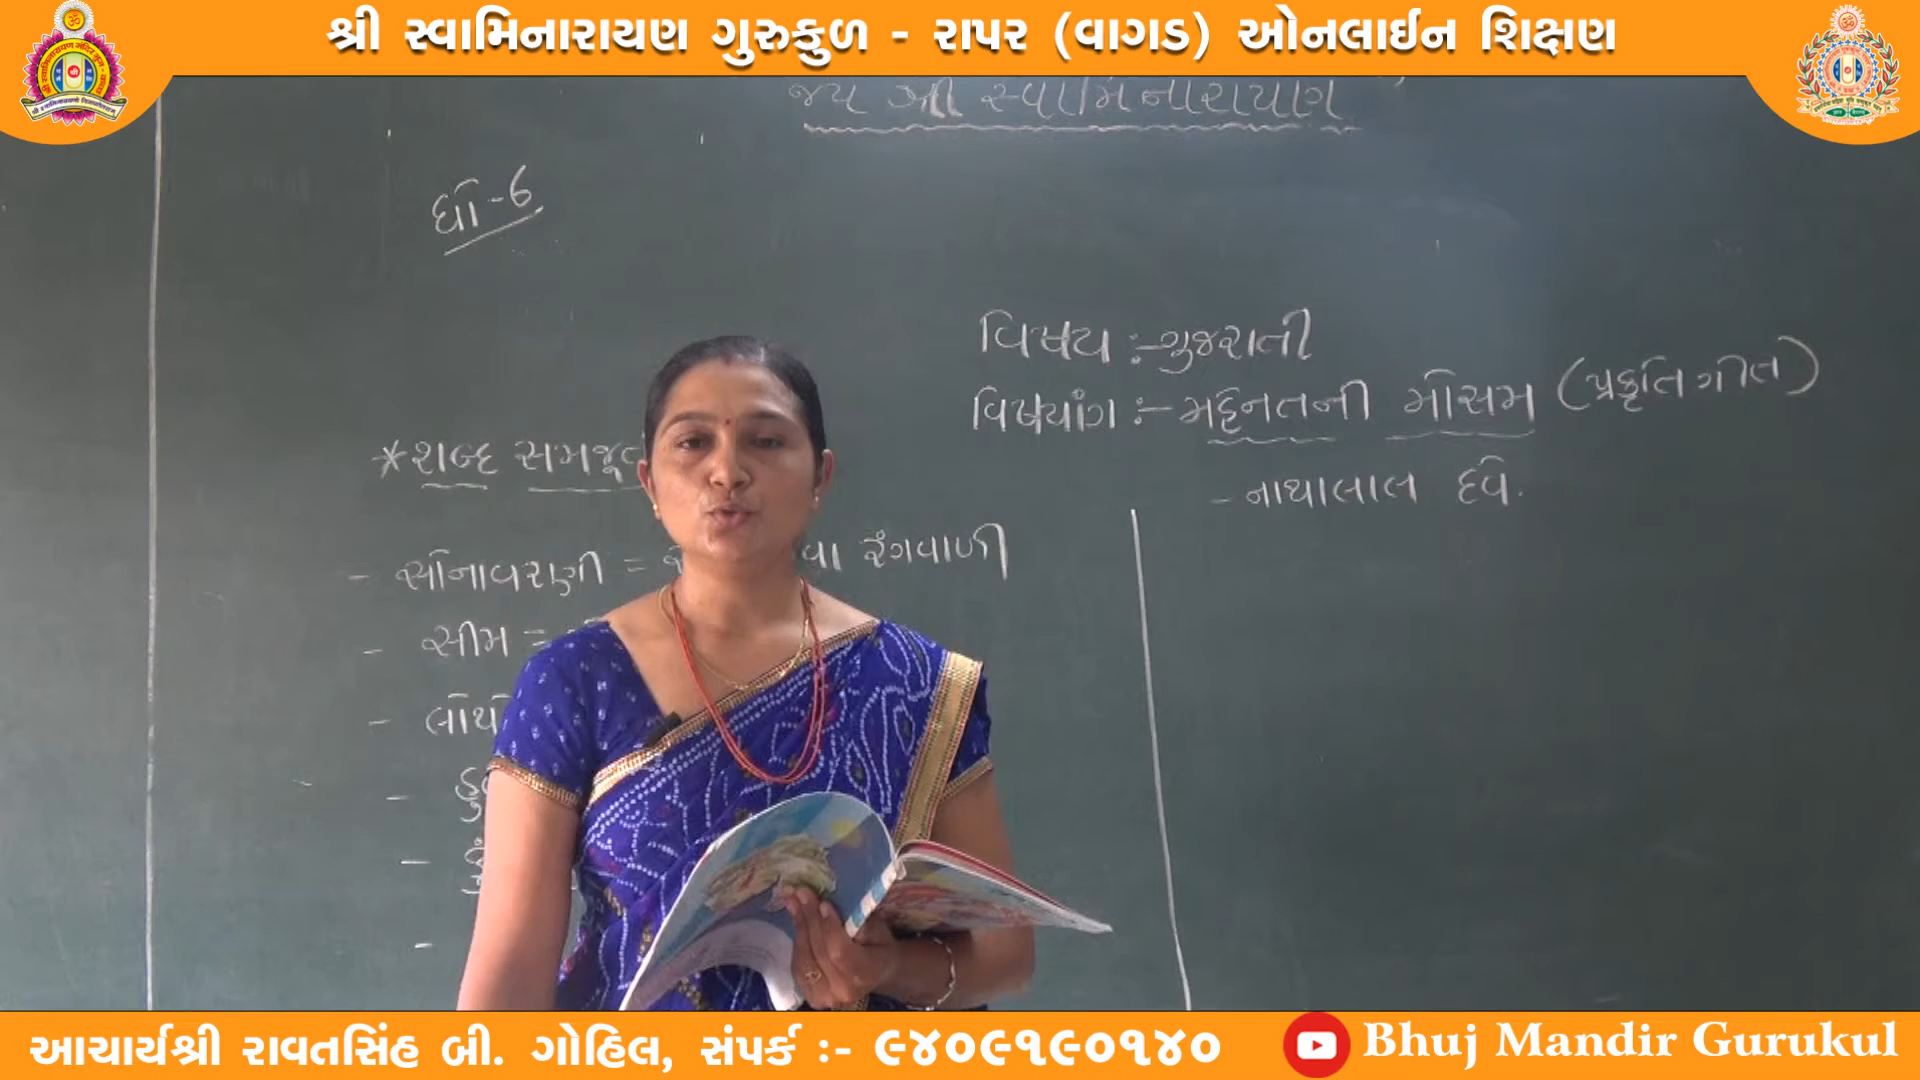 શ્રી સ્વામિનારાયણ ગુરુકુળ - રાપર (વાગડ) ઓનલાઈન શિક્ષણ
જય શ્રી સ્વામિનારાયણ
ધો-6
વિષય :- ગુજરાતી
વિષયાંગ :- મહેનતની મોસમ (પ્રકૃતિ ગીત)
- નાથાલાલ દવે.
* શબ્દ
- સોનાવરણી = રંગવાળી
- સીમ =
આચાર્યશ્રી રાવતસિંહ બી. ગોહિલ, સંપર્ક :- ૯૪૦૯૧૯૦૧૪૦
Bhuj Mandir Gurukul